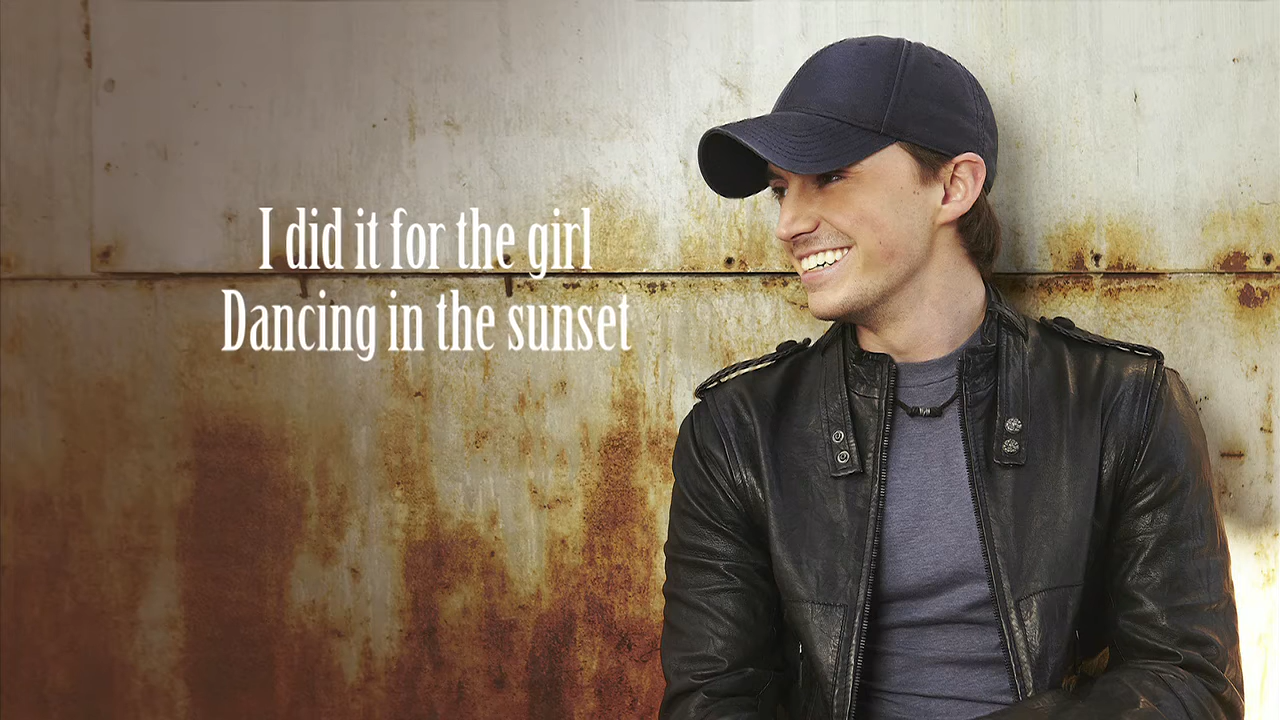 I did it for the girl
Dancing in the sunset